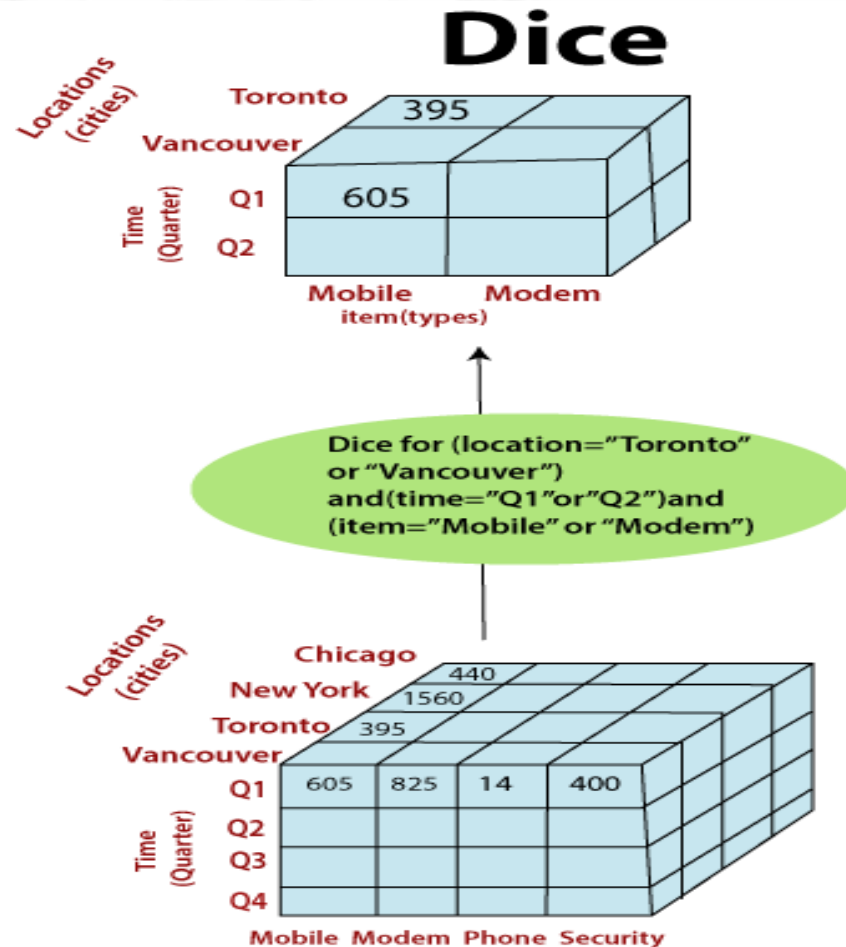 Dice
Locations
(cities)
Toronto
395
Vancouver
Time
(Quarter)
Q1
605
Q2
Mobile Modem
item(types)
Dice for (location="Toronto"
or "Vancouver")
and(time="Q1"or"Q2")and
(item="Mobile" or "Modem")
Locations
(cities)
Chicago
440
New York
1560
Toronto
395
Vancouver
Time
(Quarter)
Q1
605 825 14 400
Q2
Q3
Q4
Mobile Modem Phone Security